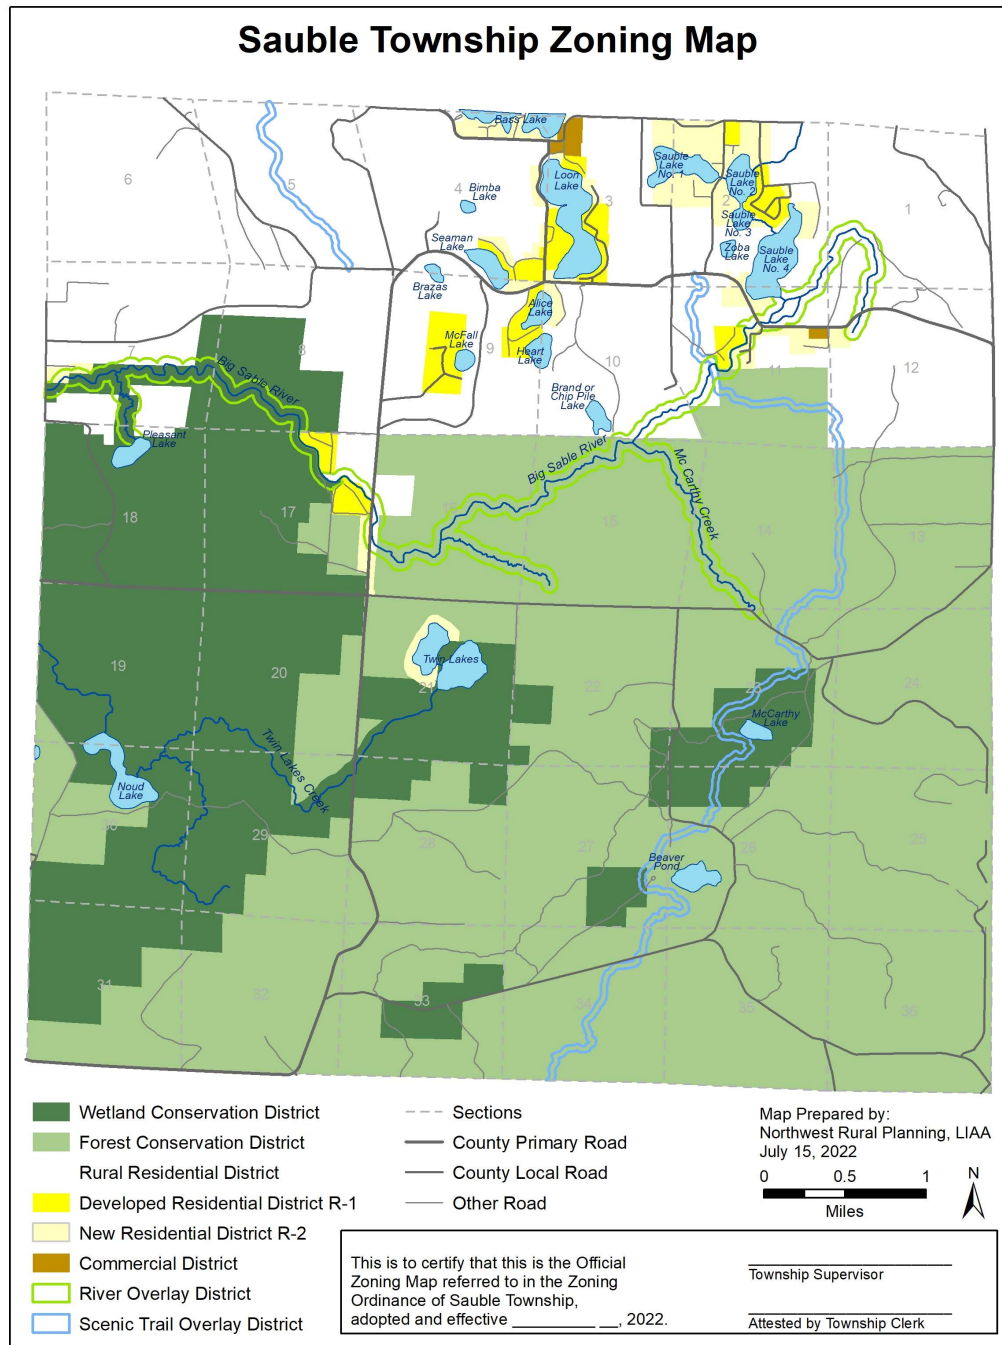 Sauble Township Zoning Map
Bass Lake
6
5
4
Bimba
Lake
Loon
Lake
3
Sauble
Lake
No. 1
Sauble
Lake
No. 2
2
Sauble
Lake
No. 3
1
Seaman
Lake
Zoba
Lake
Sauble
Lake
No. 4
Brazas
Lake
Alice
Lake
7
8
McFall
Lake
9
Heart
Lake
10
11
12
Big Sable River
Brand or
Chip Pile
Lake
Pleasant
Lake
Big Sable River
Mc Carthy Creek
18
17
16
15
14
13
19
20
Twin Lakes
21
22
23
24
McCarthy
Lake
Twin Lakes Creek
Noud
Lake
30
29
28
27
Beaver
Pond
26
25
31
32
33
34
35
36
Wetland Conservation District
Forest Conservation District
Rural Residential District
Developed Residential District R-1
New Residential District R-2
Commercial District
River Overlay District
Scenic Trail Overlay District
Sections
County Primary Road
County Local Road
Other Road
Map Prepared by:
Northwest Rural Planning, LIAA
July 15, 2022
0 0.5 1
Miles
N
This is to certify that this is the Official
Zoning Map referred to in the Zoning
Ordinance of Sauble Township,
adopted and effective _________ __, 2022.
Township Supervisor
Attested by Township Clerk